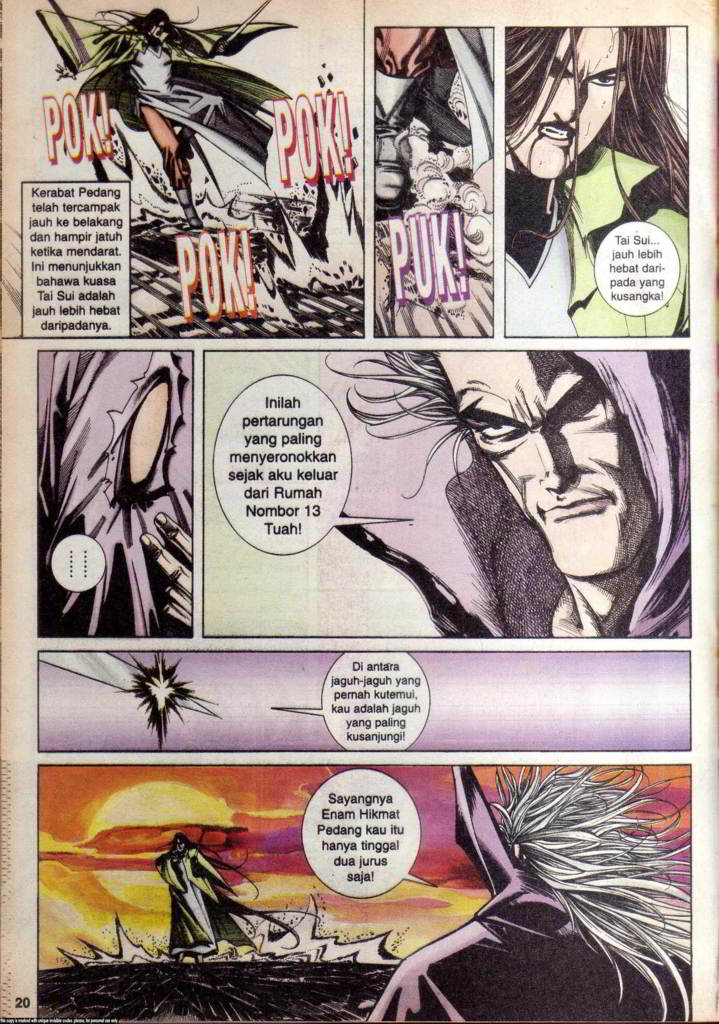 POK!
POK!
POK!
Kerabat Pedang
telah tercampak
jauh ke belakang
dan hampir jatuh
ketika mendarat.
Ini menunjukkan
bahawa kuasa
Tai Sui adalah
jauh lebih hebat
daripadanya.
PUK!
Tai Sui...
jauh lebih
hebat dari-
pada yang
kusangka!
Inilah
pertarungan
yang paling
menyeronokkan
sejak aku keluar
dari Rumah
Nombor 13
Tuah!
Di antara
jaguh-jaguh yang
pernah kutemui,
kau adalah jaguh
yang paling
kusanjungi!
Sayangnya
Enam Hikmat
Pedang kau itu
hanya tinggal
dua jurus
saja!
20